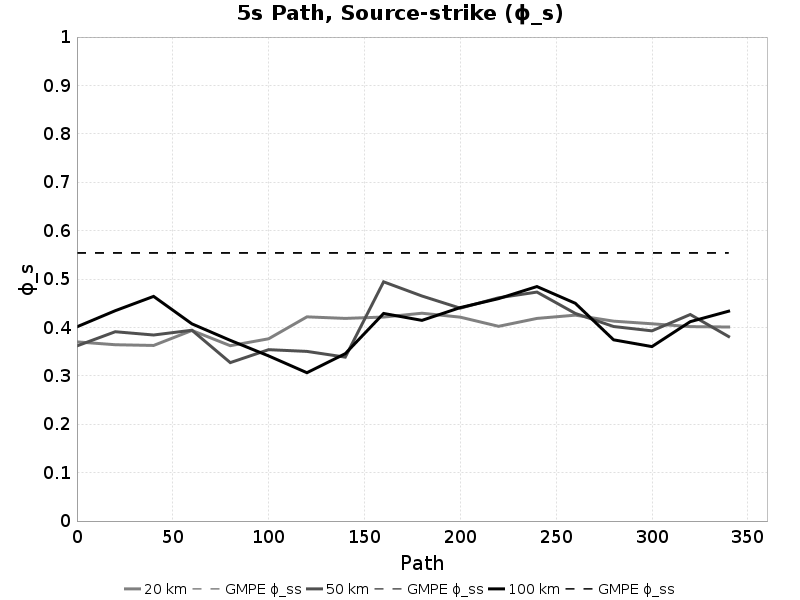 5s Path, Source-strike (ϕ_s)
1
0.9
0.8
0.7
0.6
0.5
0.4
0.3
0.2
0.1
0
ϕ_s
0 50 100 150 200 250 300 350
Path
20 km GMPE ϕ_ss 50 km GMPE ϕ_ss 100 km GMPE ϕ_ss